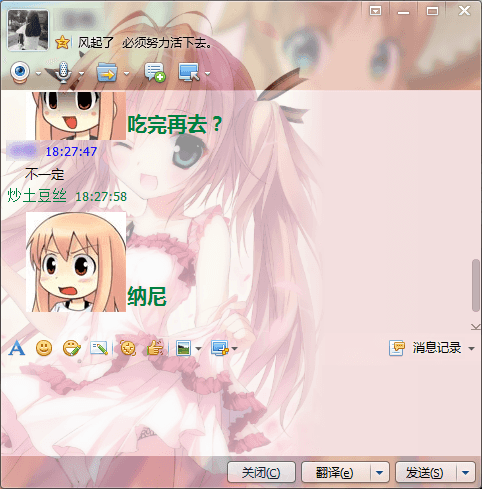 风起了 必须努力活下去。
吃完再去？
18:27:47
不一定
炒土豆丝 18:27:58
纳尼
消息记录
关闭(C) 翻译(e) 发送(S)